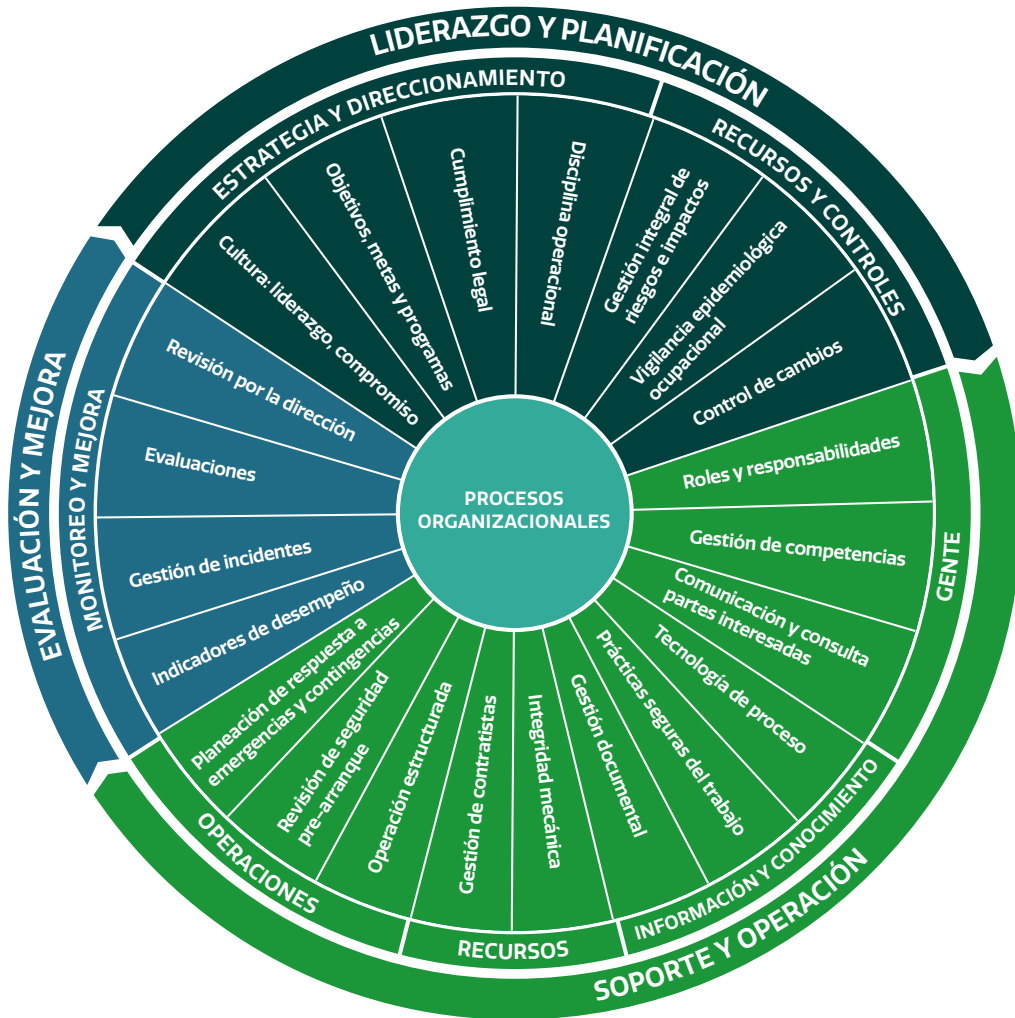 LIDERAZGO Y PLANIFICACIÓN
ESTRATEGIA Y DIRECCIONAMIENTO
Cultura: liderazgo, compromiso
Objetivos, metas y programas
Cumplimiento legal
Disciplina operacional
RECURSOS Y CONTROLES
Gestión integral de
riesgos e impactos
Vigilancia epidemiológica
ocupacional
Control de cambios
SOPORTE Y OPERACIÓN
GENTE
Roles y responsabilidades
Gestión de competencias
Comunicación y consulta
partes interesadas
INFORMACIÓN Y CONOCIMIENTO
Tecnología de proceso
Prácticas seguras del trabajo
Gestión documental
RECURSOS
Integridad mecánica
Gestión de contratistas
OPERACIONES
Operación estructurada
Revisión de seguridad
pre-arranque
Planeación de respuesta a
emergencias y contingencias
EVALUACIÓN Y MEJORA
MONITOREO Y MEJORA
Indicadores de desempeño
Gestión de incidentes
Evaluaciones
Revisión por la dirección
PROCESOS
ORGANIZACIONALES